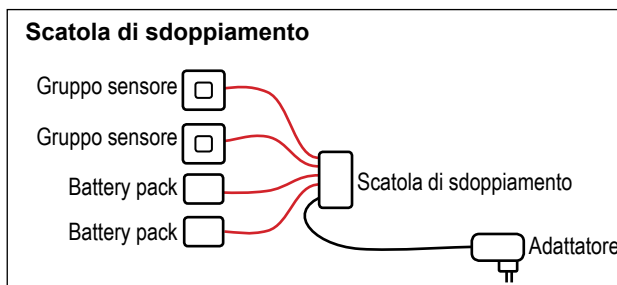 Scatola di sdoppiamento
Gruppo sensore
Gruppo sensore
Battery pack
Scatola di sdoppiamento
Battery pack
Adattatore